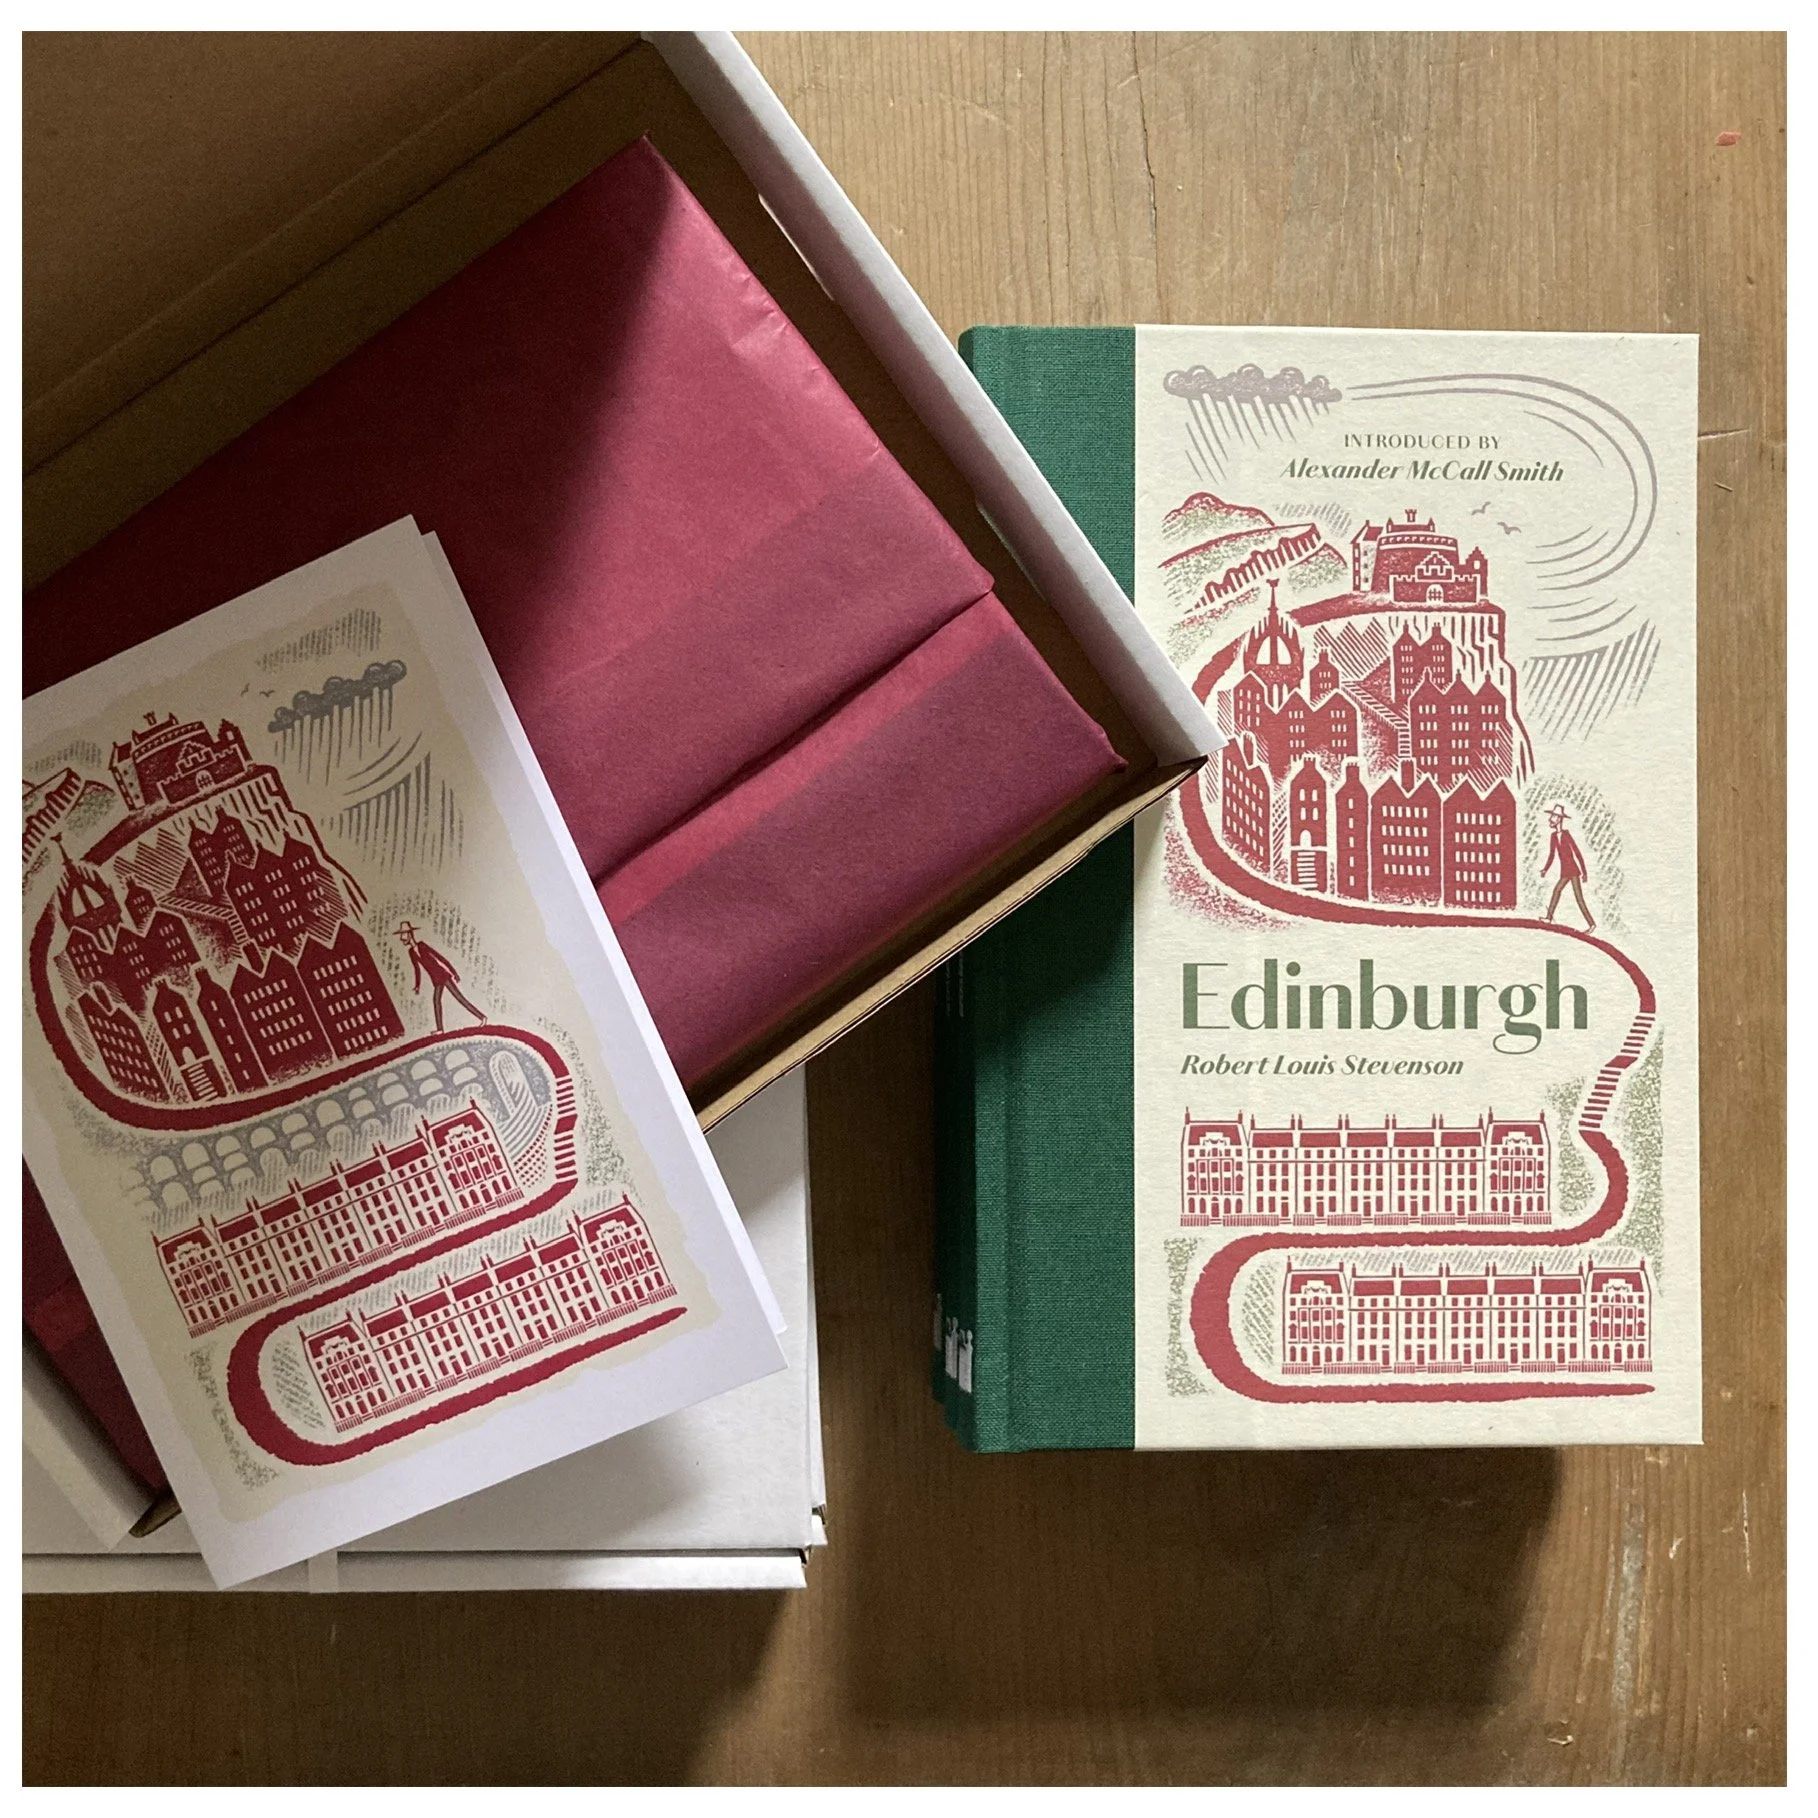 INTRODUCED BY
Alexander McCall Smith
Edinburgh
Robert Louis Stevenson